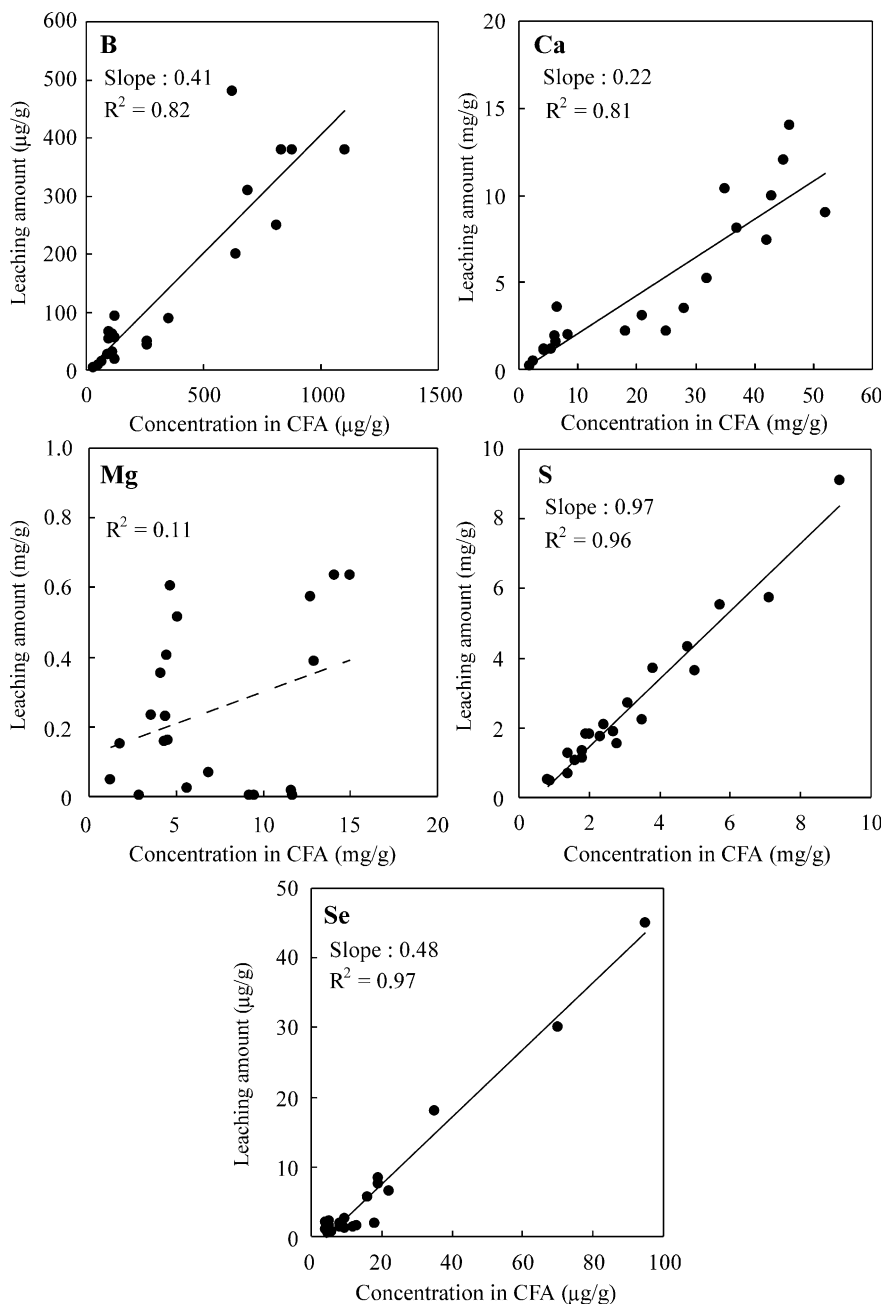 B
Slope : 0.41
R² = 0.82
Leaching amount (μg/g)
600
500
400
300
200
100
0
0 500 1000 1500
Concentration in CFA (μg/g)
Ca
Slope : 0.22
R² = 0.81
Leaching amount (mg/g)
20
15
10
5
0
0 10 20 30 40 50 60
Concentration in CFA (mg/g)
Mg
R² = 0.11
Leaching amount (mg/g)
1.0
0.8
0.6
0.4
0.2
0
0 5 10 15 20
Concentration in CFA (mg/g)
S
Slope : 0.97
R² = 0.96
Leaching amount (mg/g)
10
8
6
4
2
0
0 2 4 6 8 10
Concentration in CFA (mg/g)
Se
Slope : 0.48
R² = 0.97
Leaching amount (μg/g)
50
40
30
20
10
0
0 20 40 60 80 100
Concentration in CFA (μg/g)